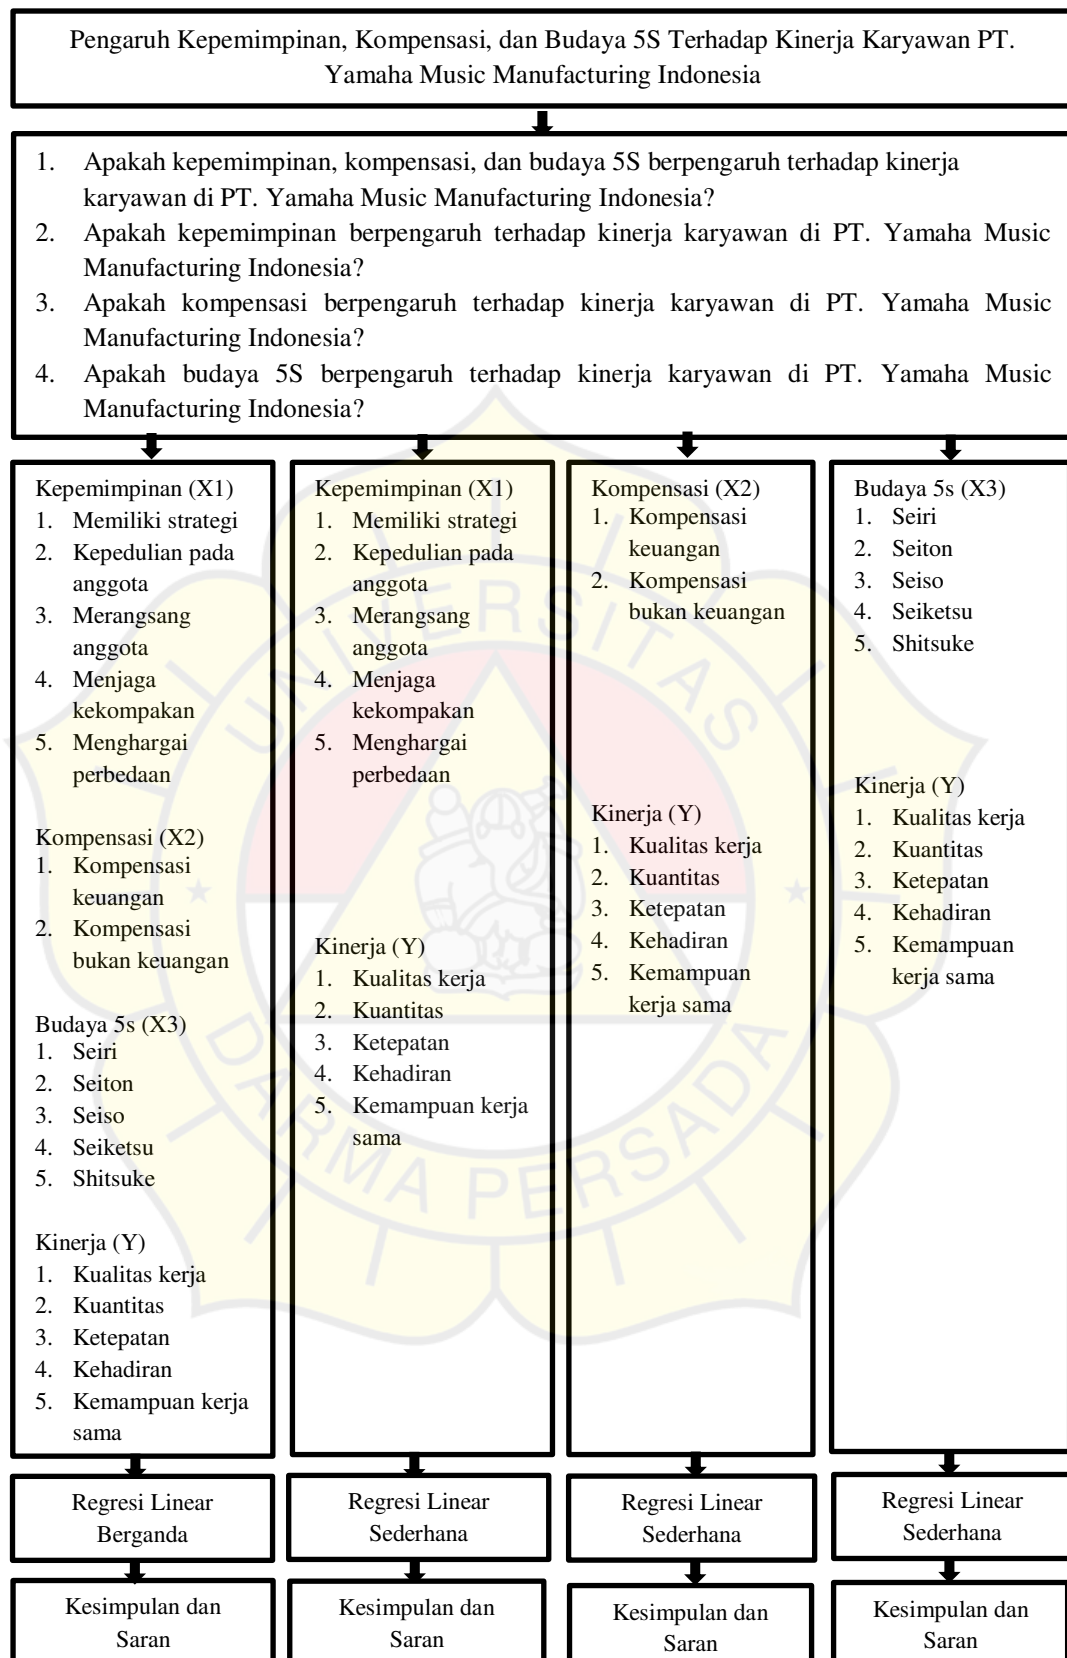 Pengaruh Kepemimpinan, Kompensasi, dan Budaya 5S Terhadap Kinerja Karyawan PT.
Yamaha Music Manufacturing Indonesia
1. Apakah kepemimpinan, kompensasi, dan budaya 5S berpengaruh terhadap kinerja
karyawan di PT. Yamaha Music Manufacturing Indonesia?
2. Apakah kepemimpinan berpengaruh terhadap kinerja karyawan di PT. Yamaha Music
Manufacturing Indonesia?
3. Apakah kompensasi berpengaruh terhadap kinerja karyawan di PT. Yamaha Music
Manufacturing Indonesia?
4. Apakah budaya 5S berpengaruh terhadap kinerja karyawan di PT. Yamaha Music
Manufacturing Indonesia?
Kepemimpinan (X1)
1. Memiliki strategi
2. Kepedulian pada
anggota
3. Merangsang
anggota
4. Menjaga
kekompakan
5. Menghargai
perbedaan
Kompensasi (X2)
1. Kompensasi
keuangan
2. Kompensasi
bukan keuangan
Budaya 5s (X3)
1. Seiri
2. Seiton
3. Seiso
4. Seiketsu
5. Shitsuke
Kinerja (Y)
1. Kualitas kerja
2. Kuantitas
3. Ketepatan
4. Kehadiran
5. Kemampuan kerja
sama
Regresi Linear
Berganda
Kesimpulan dan
Saran
Kepemimpinan (X1)
1. Memiliki strategi
2. Kepedulian pada
anggota
3. Merangsang
anggota
4. Menjaga
kekompakan
5. Menghargai
perbedaan
Kinerja (Y)
1. Kualitas kerja
2. Kuantitas
3. Ketepatan
4. Kehadiran
5. Kemampuan kerja
sama
Regresi Linear
Sederhana
Kesimpulan dan
Saran
Kompensasi (X2)
1. Kompensasi
keuangan
2. Kompensasi
bukan keuangan
Kinerja (Y)
1. Kualitas kerja
2. Kuantitas
3. Ketepatan
4. Kehadiran
5. Kemampuan
kerja sama
Regresi Linear
Sederhana
Kesimpulan dan
Saran
Budaya 5s (X3)
1. Seiri
2. Seiton
3. Seiso
4. Seiketsu
5. Shitsuke
Kinerja (Y)
1. Kualitas kerja
2. Kuantitas
3. Ketepatan
4. Kehadiran
5. Kemampuan
kerja sama
Regresi Linear
Sederhana
Kesimpulan dan
Saran
UNIVERSITAS
DARMA PERSADA